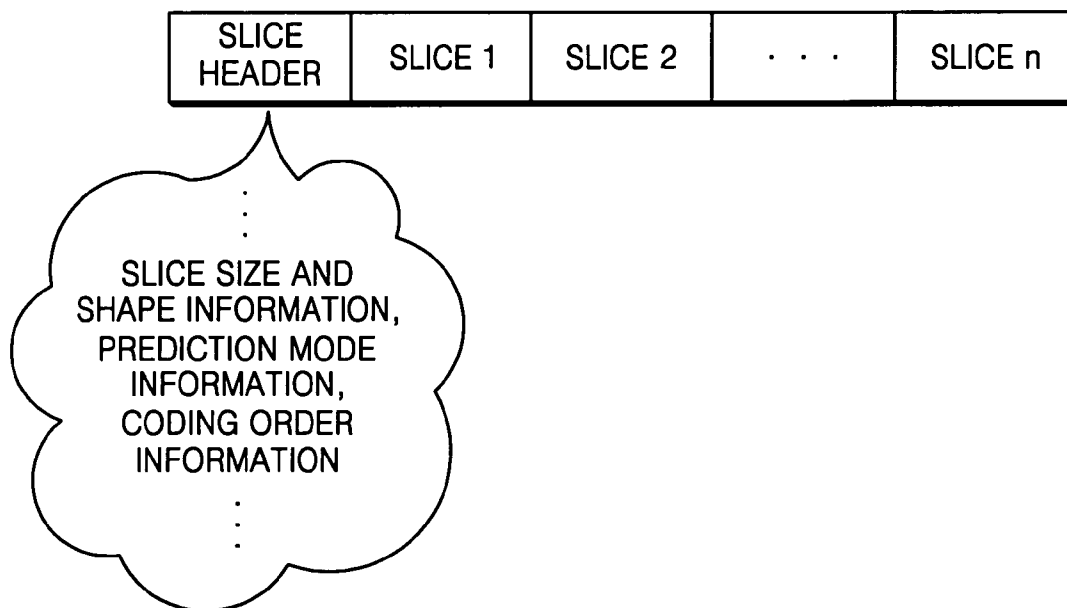 SLICE
HEADER
SLICE 1
SLICE 2
. . .
SLICE n
.
.
.
SLICE SIZE AND
SHAPE INFORMATION,
PREDICTION MODE
INFORMATION,
CODING ORDER
INFORMATION
.
.
.